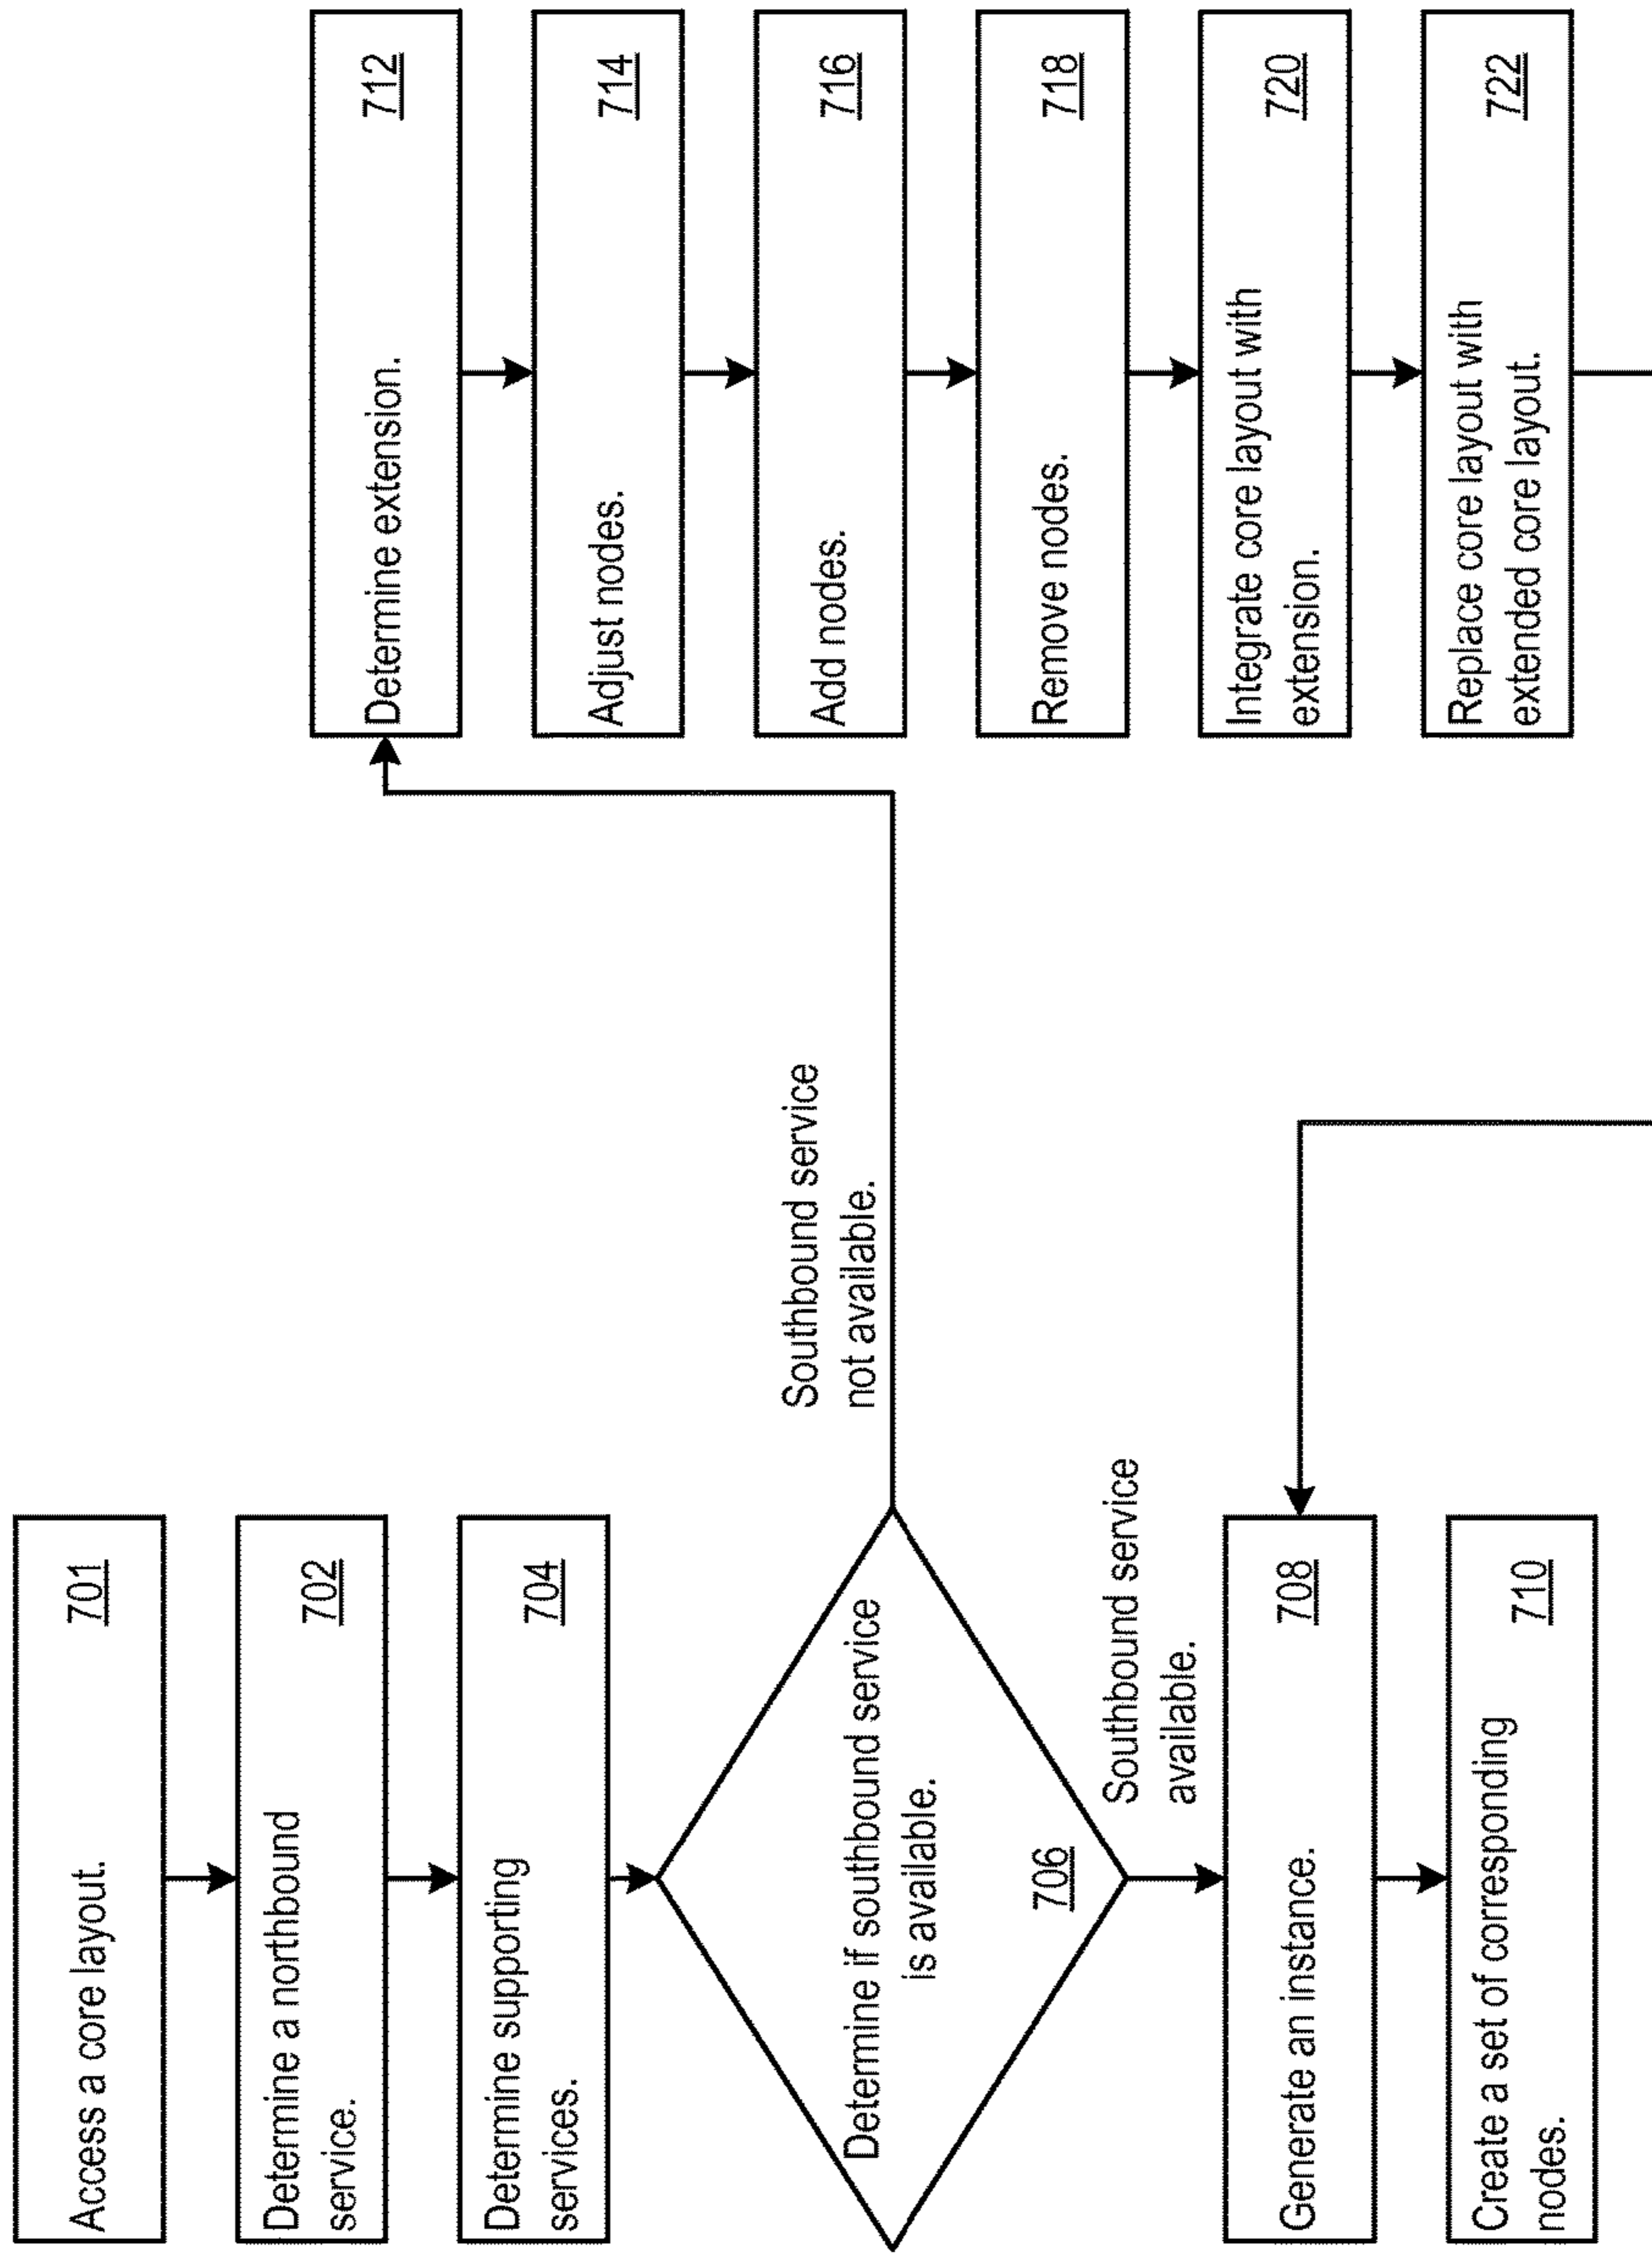 Access a core layout.
701
Determine a northbound
service.
702
Determine supporting
services.
704
Determine if southbound service
is available.
706
Southbound service
not available.
Southbound service
available.
Generate an instance.
708
Create a set of corresponding
nodes.
710
Determine extension.
712
Adjust nodes.
714
Add nodes.
716
Remove nodes.
718
Integrate core layout with
extension.
720
Replace core layout with
extended core layout.
722